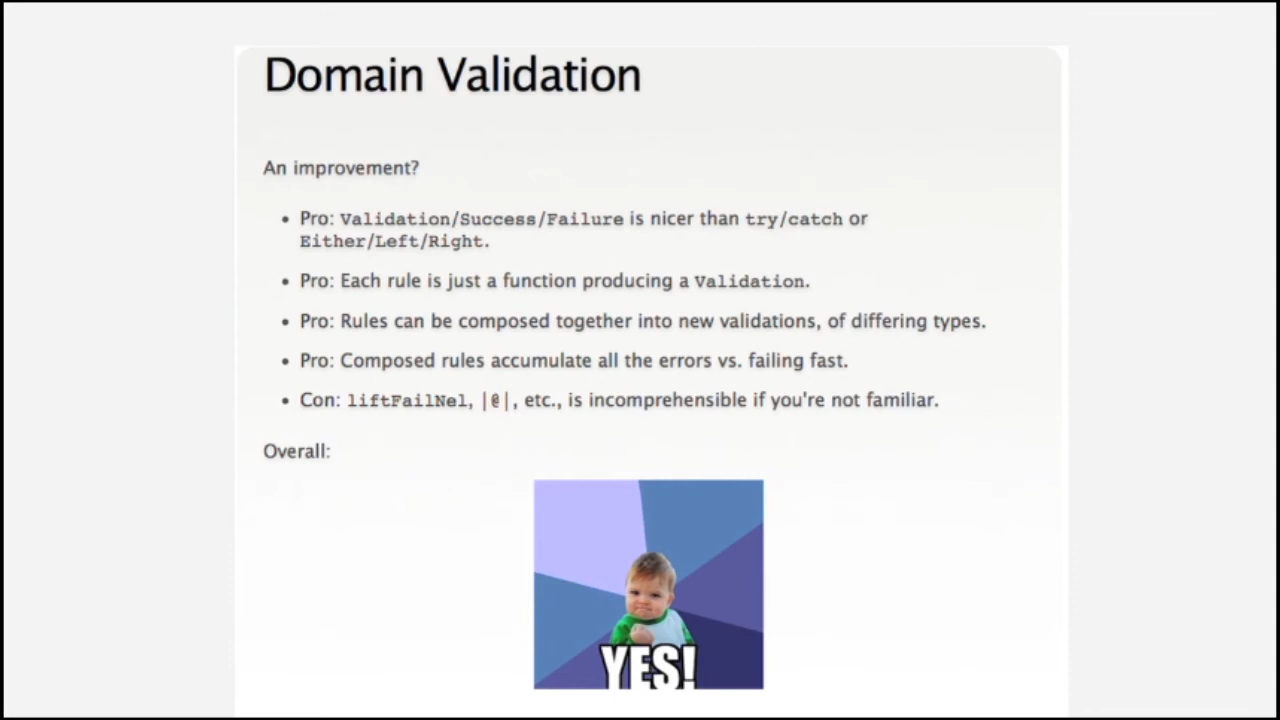 Domain Validation
An improvement?
• Pro: Validation/Success/Failure is nicer than try/catch or
Either/Left/Right.
• Pro: Each rule is just a function producing a Validation.
• Pro: Rules can be composed together into new validations, of differing types.
• Pro: Composed rules accumulate all the errors vs. failing fast.
• Con: liftFailNel, |@|, etc., is incomprehensible if you're not familiar.
Overall:
YES!